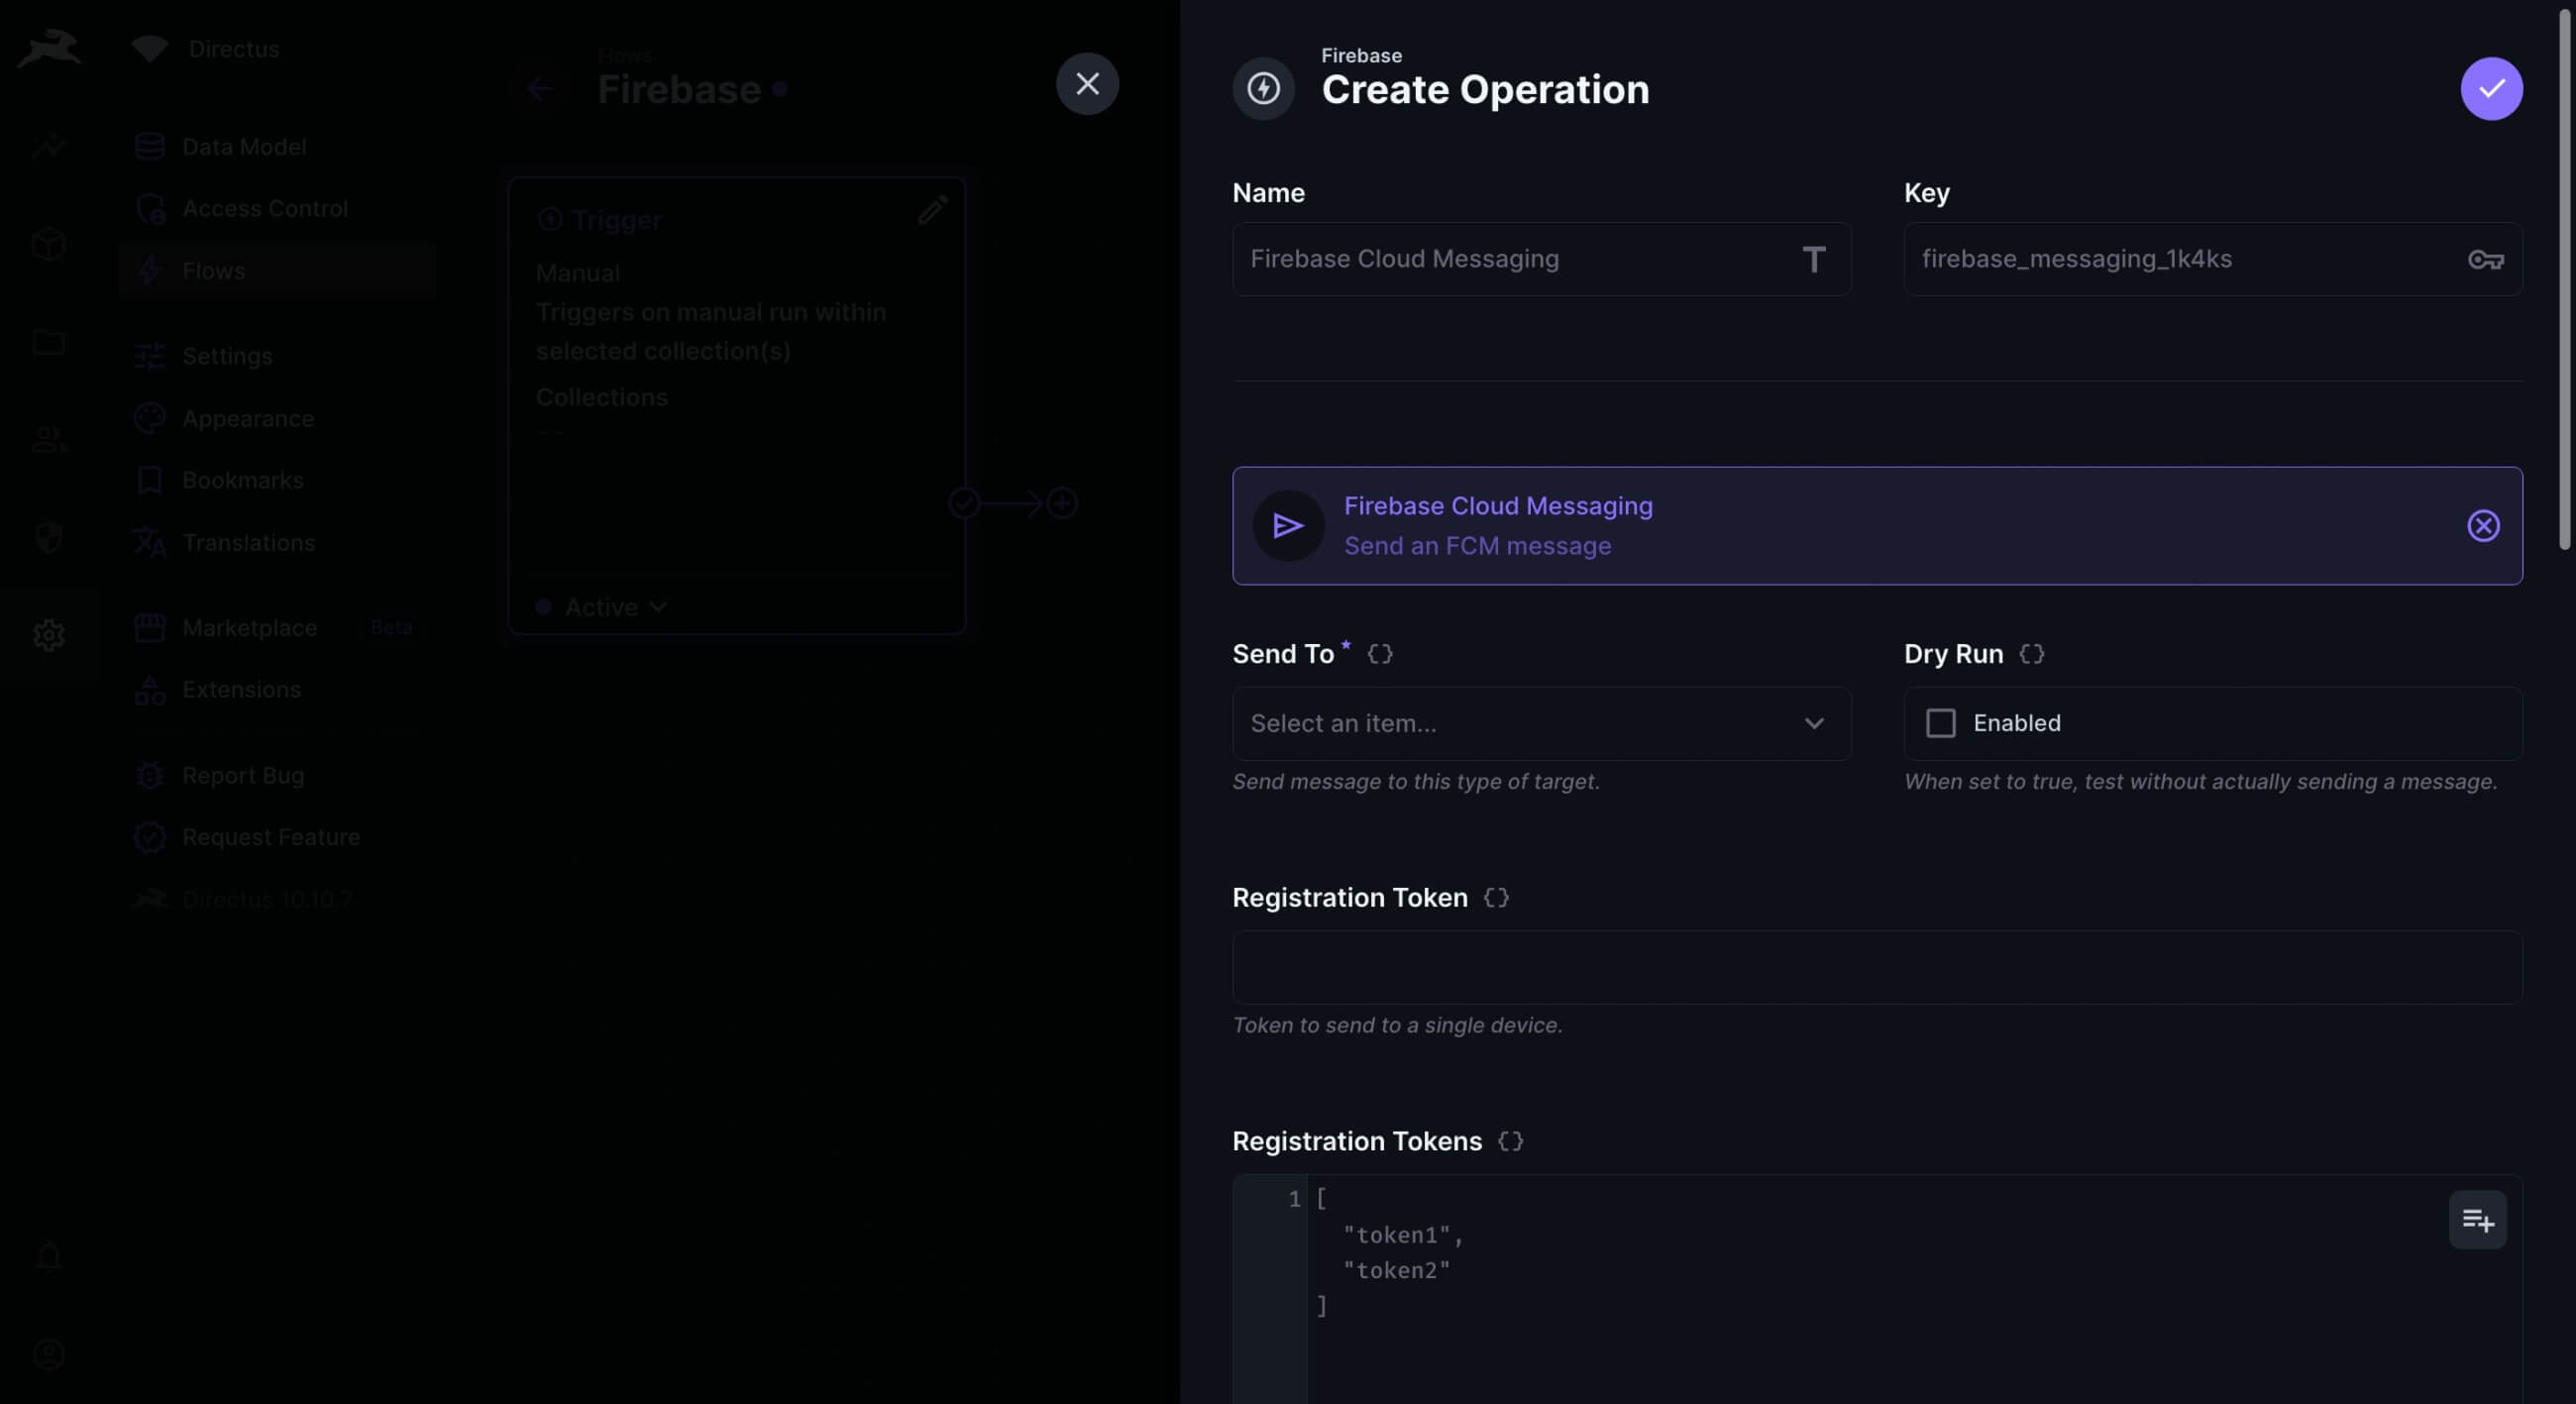 Directus
Data Model
Access Control
Flows
Settings
Appearance
Bookmarks
Translations
Marketplace
Beta
Extensions
Report Bug
Request Feature
Directus 10.10.7
Flows
Firebase
Trigger
Manual
Triggers on manual run within
selected collection(s)
Collections
--
Active
Firebase
Create Operation
Name
Key
Firebase Cloud Messaging
firebase_messaging_1k4ks
Firebase Cloud Messaging
Send an FCM message
Send To *
Dry Run
Select an item...
Enabled
Send message to this type of target.
When set to true, test without actually sending a message.
Registration Token
Token to send to a single device.
Registration Tokens
1 [
"token1",
"token2"
]